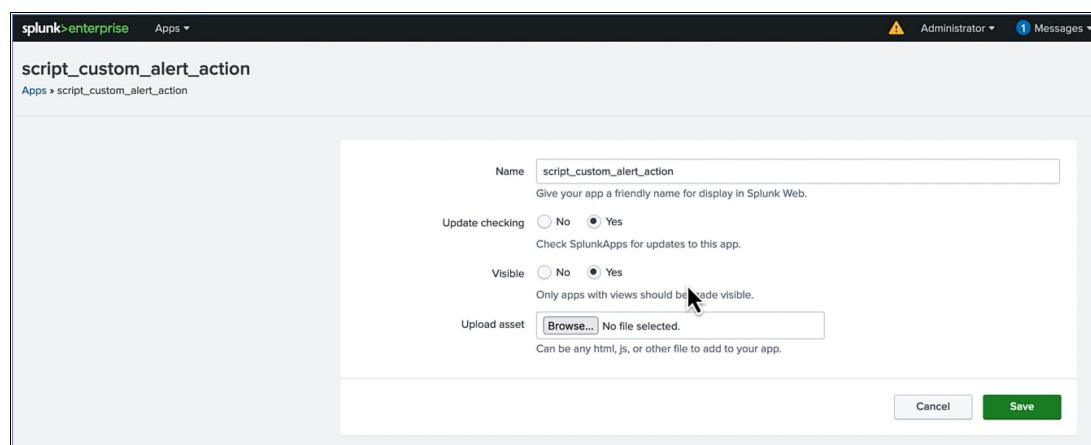 splunk>enterprise Apps Administrator 1 Messages
script_custom_alert_action
Apps » script_custom_alert_action
Name script_custom_alert_action
Give your app a friendly name for display in Splunk Web.
Update checking No Yes
Check SplunkApps for updates to this app.
Visible No Yes
Only apps with views should be made visible.
Upload asset Browse... No file selected.
Can be any html, js, or other file to add to your app.
Cancel Save